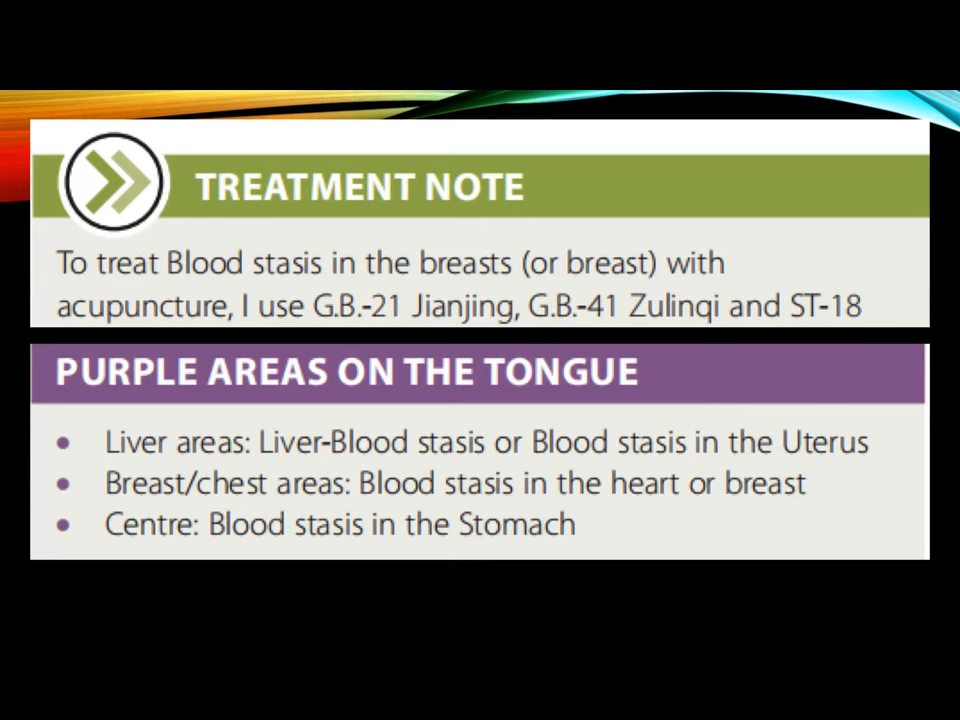 TREATMENT NOTE
To treat Blood stasis in the breasts (or breast) with
acupuncture, I use G.B.-21 Jianjing, G.B.-41 Zulinqi and ST-18
PURPLE AREAS ON THE TONGUE
• Liver areas: Liver-Blood stasis or Blood stasis in the Uterus
• Breast/chest areas: Blood stasis in the heart or breast
• Centre: Blood stasis in the Stomach